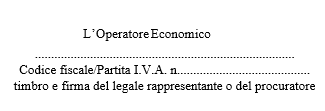 L'Operatore Economico
......................................................................
Codice fiscale/Partita I.V.A. n....................................
timbro e firma del legale rappresentante o del procuratore